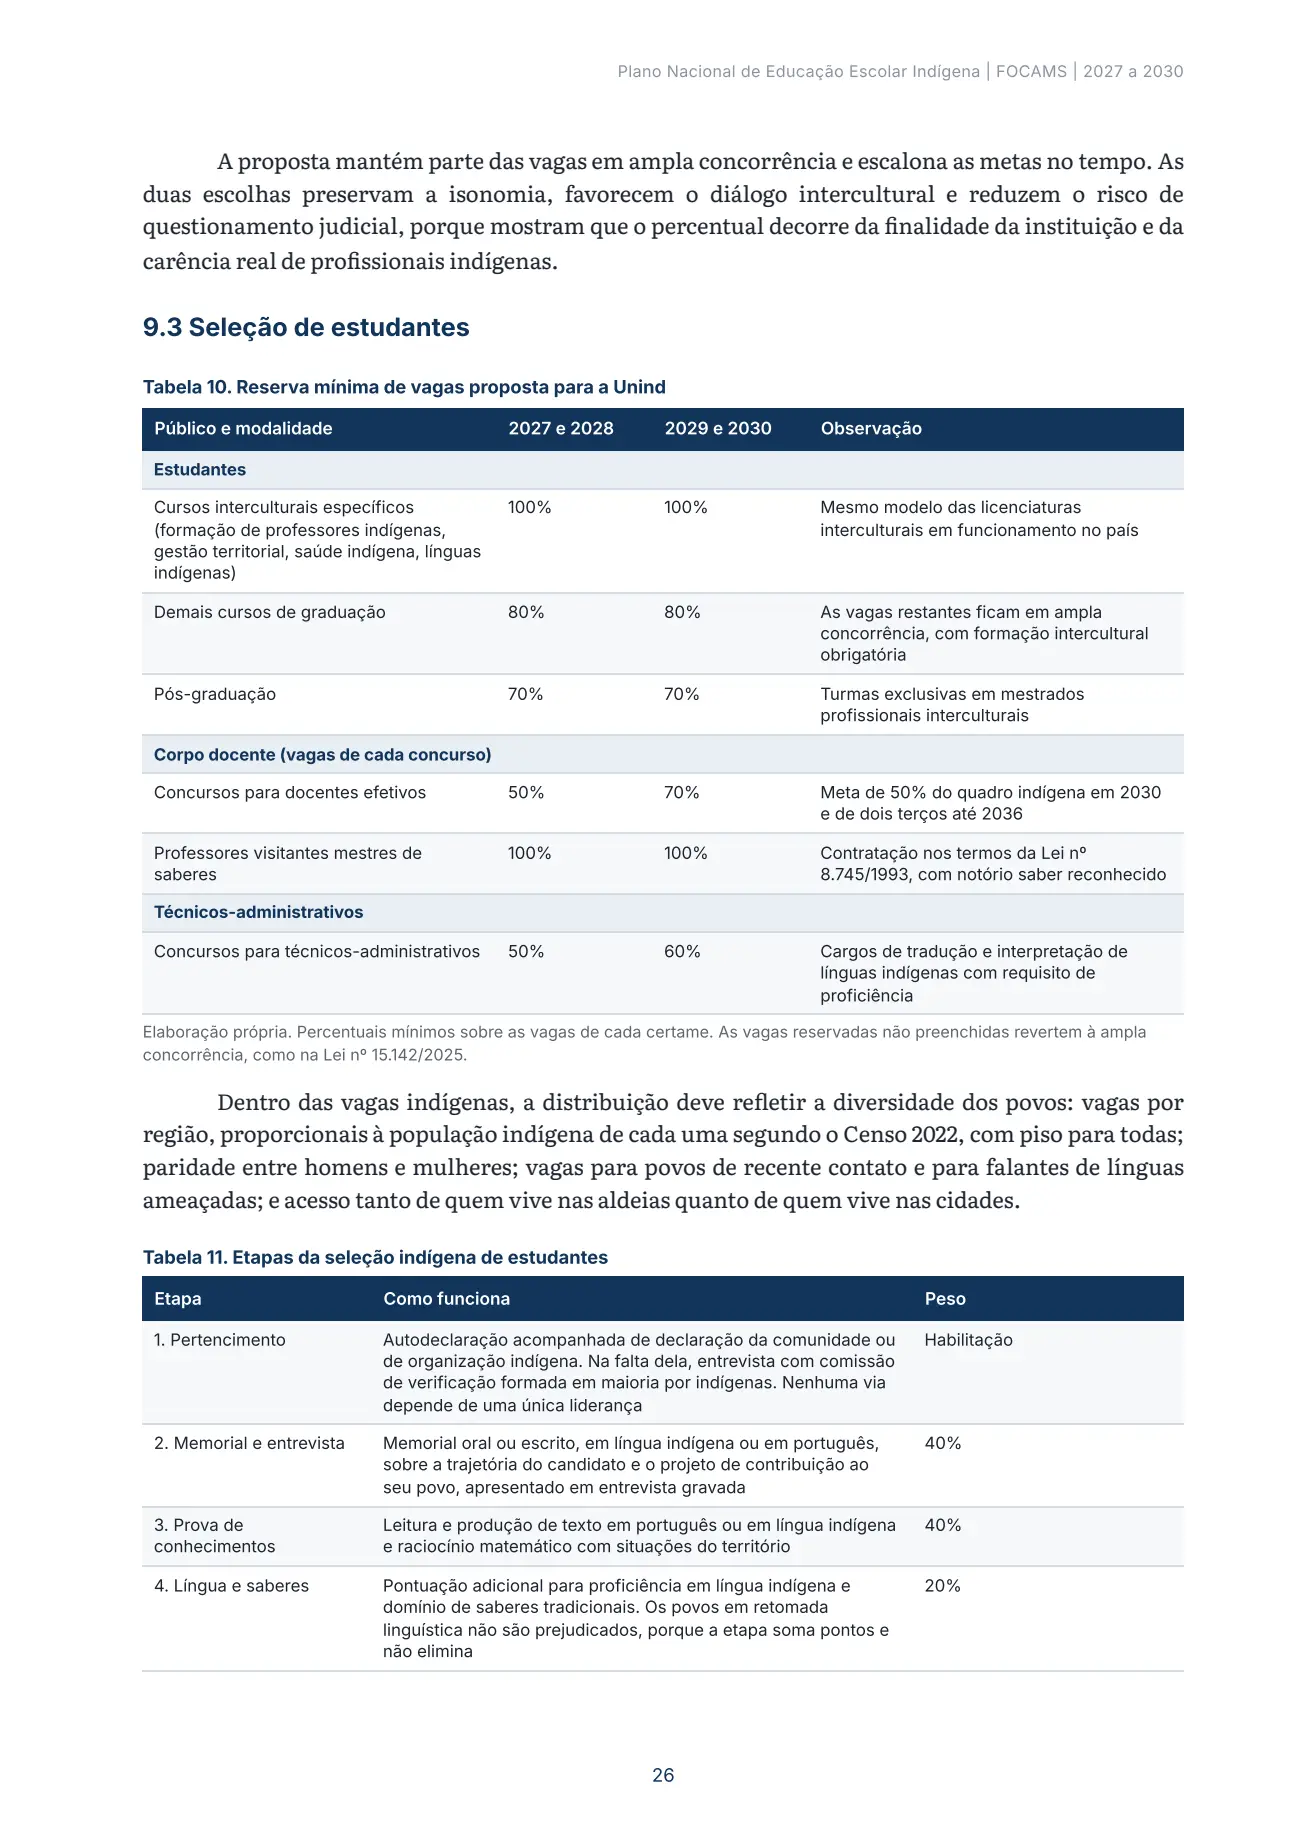 Plano Nacional de Educação Escolar Indígena | FOCAMS | 2027 a 2030
A proposta mantém parte das vagas em ampla concorrência e escalona as metas no tempo. As
duas escolhas preservam a isonomia, favorecem o diálogo intercultural e reduzem o risco de
questionamento judicial, porque mostram que o percentual decorre da finalidade da instituição e da
carência real de profissionais indígenas.
9.3 Seleção de estudantes
Tabela 10. Reserva mínima de vagas proposta para a Unind
Público e modalidade 2027 e 2028 2029 e 2030 Observação
Estudantes
Cursos interculturais específicos 100% 100% Mesmo modelo das licenciaturas
(formação de professores indígenas, interculturais em funcionamento no país
gestão territorial, saúde indígena, línguas
indígenas)
Demais cursos de graduação 80% 80% As vagas restantes ficam em ampla
concorrência, com formação intercultural
obrigatória
Pós-graduação 70% 70% Turmas exclusivas em mestrados
profissionais interculturais
Corpo docente (vagas de cada concurso)
Concursos para docentes efetivos 50% 70% Meta de 50% do quadro indígena em 2030
e de dois terços até 2036
Professores visitantes mestres de 100% 100% Contratação nos termos da Lei nº
saberes 8.745/1993, com notório saber reconhecido
Técnicos-administrativos
Concursos para técnicos-administrativos 50% 60% Cargos de tradução e interpretação de
línguas indígenas com requisito de
proficiência
Elaboração própria. Percentuais mínimos sobre as vagas de cada certame. As vagas reservadas não preenchidas revertem à ampla
concorrência, como na Lei nº 15.142/2025.
Dentro das vagas indígenas, a distribuição deve refletir a diversidade dos povos: vagas por
região, proporcionais à população indígena de cada uma segundo o Censo 2022, com piso para todas;
paridade entre homens e mulheres; vagas para povos de recente contato e para falantes de línguas
ameaçadas; e acesso tanto de quem vive nas aldeias quanto de quem vive nas cidades.
Tabela 11. Etapas da seleção indígena de estudantes
Etapa Como funciona Peso
1. Pertencimento Autodeclaração acompanhada de declaração da comunidade ou Habilitação
de organização indígena. Na falta dela, entrevista com comissão
de verificação formada em maioria por indígenas. Nenhuma via
depende de uma única liderança
2. Memorial e entrevista Memorial oral ou escrito, em língua indígena ou em português, 40%
sobre a trajetória do candidato e o projeto de contribuição ao
seu povo, apresentado em entrevista gravada
3. Prova de Leitura e produção de texto em português ou em língua indígena 40%
conhecimentos e raciocínio matemático com situações do território
4. Língua e saberes Pontuação adicional para proficiência em língua indígena e 20%
domínio de saberes tradicionais. Os povos em retomada
linguística não são prejudicados, porque a etapa soma pontos e
não elimina
26